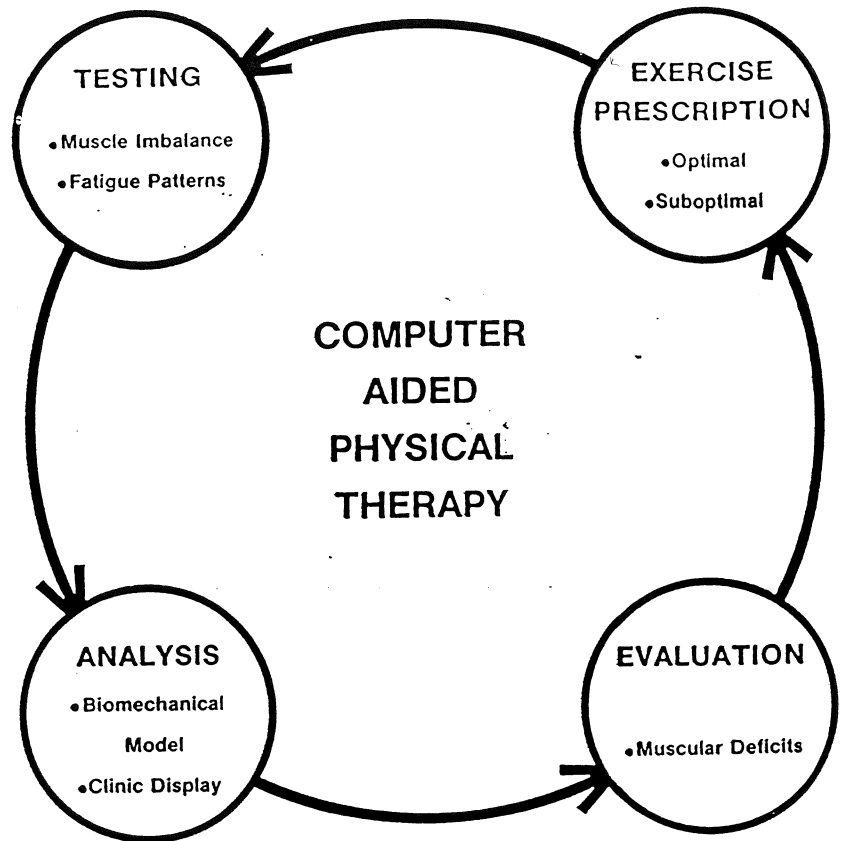 TESTING
•Muscle Imbalance
•Fatigue Patterns
EXERCISE
PRESCRIPTION
•Optimal
•Suboptimal
COMPUTER
AIDED
PHYSICAL
THERAPY
ANALYSIS
•Biomechanical
Model
•Clinic Display
EVALUATION
•Muscular Deficits